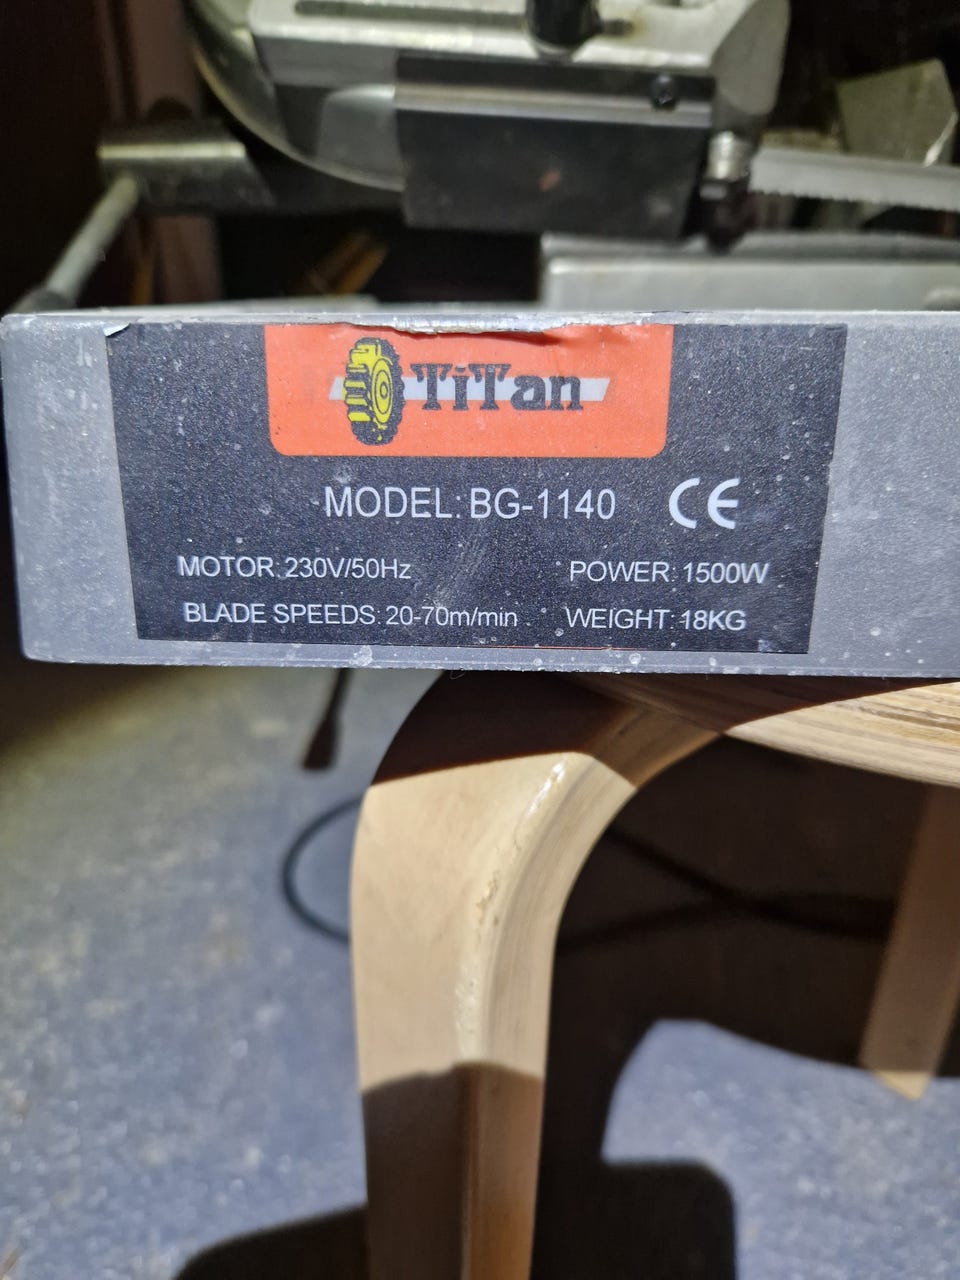 TiTan
MODEL: BG-1140 CE
MOTOR: 230V/50Hz POWER: 1500W
BLADE SPEEDS: 20-70m/min WEIGHT: 18KG